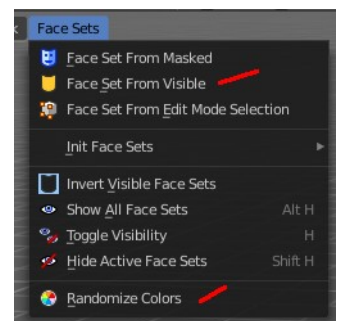 Face Sets
Face Set From Masked
Face Set From Visible
Face Set From Edit Mode Selection
Init Face Sets
Invert Visible Face Sets
Show All Face Sets Alt H
Toggle Visibility H
Hide Active Face Sets Shift H
Randomize Colors